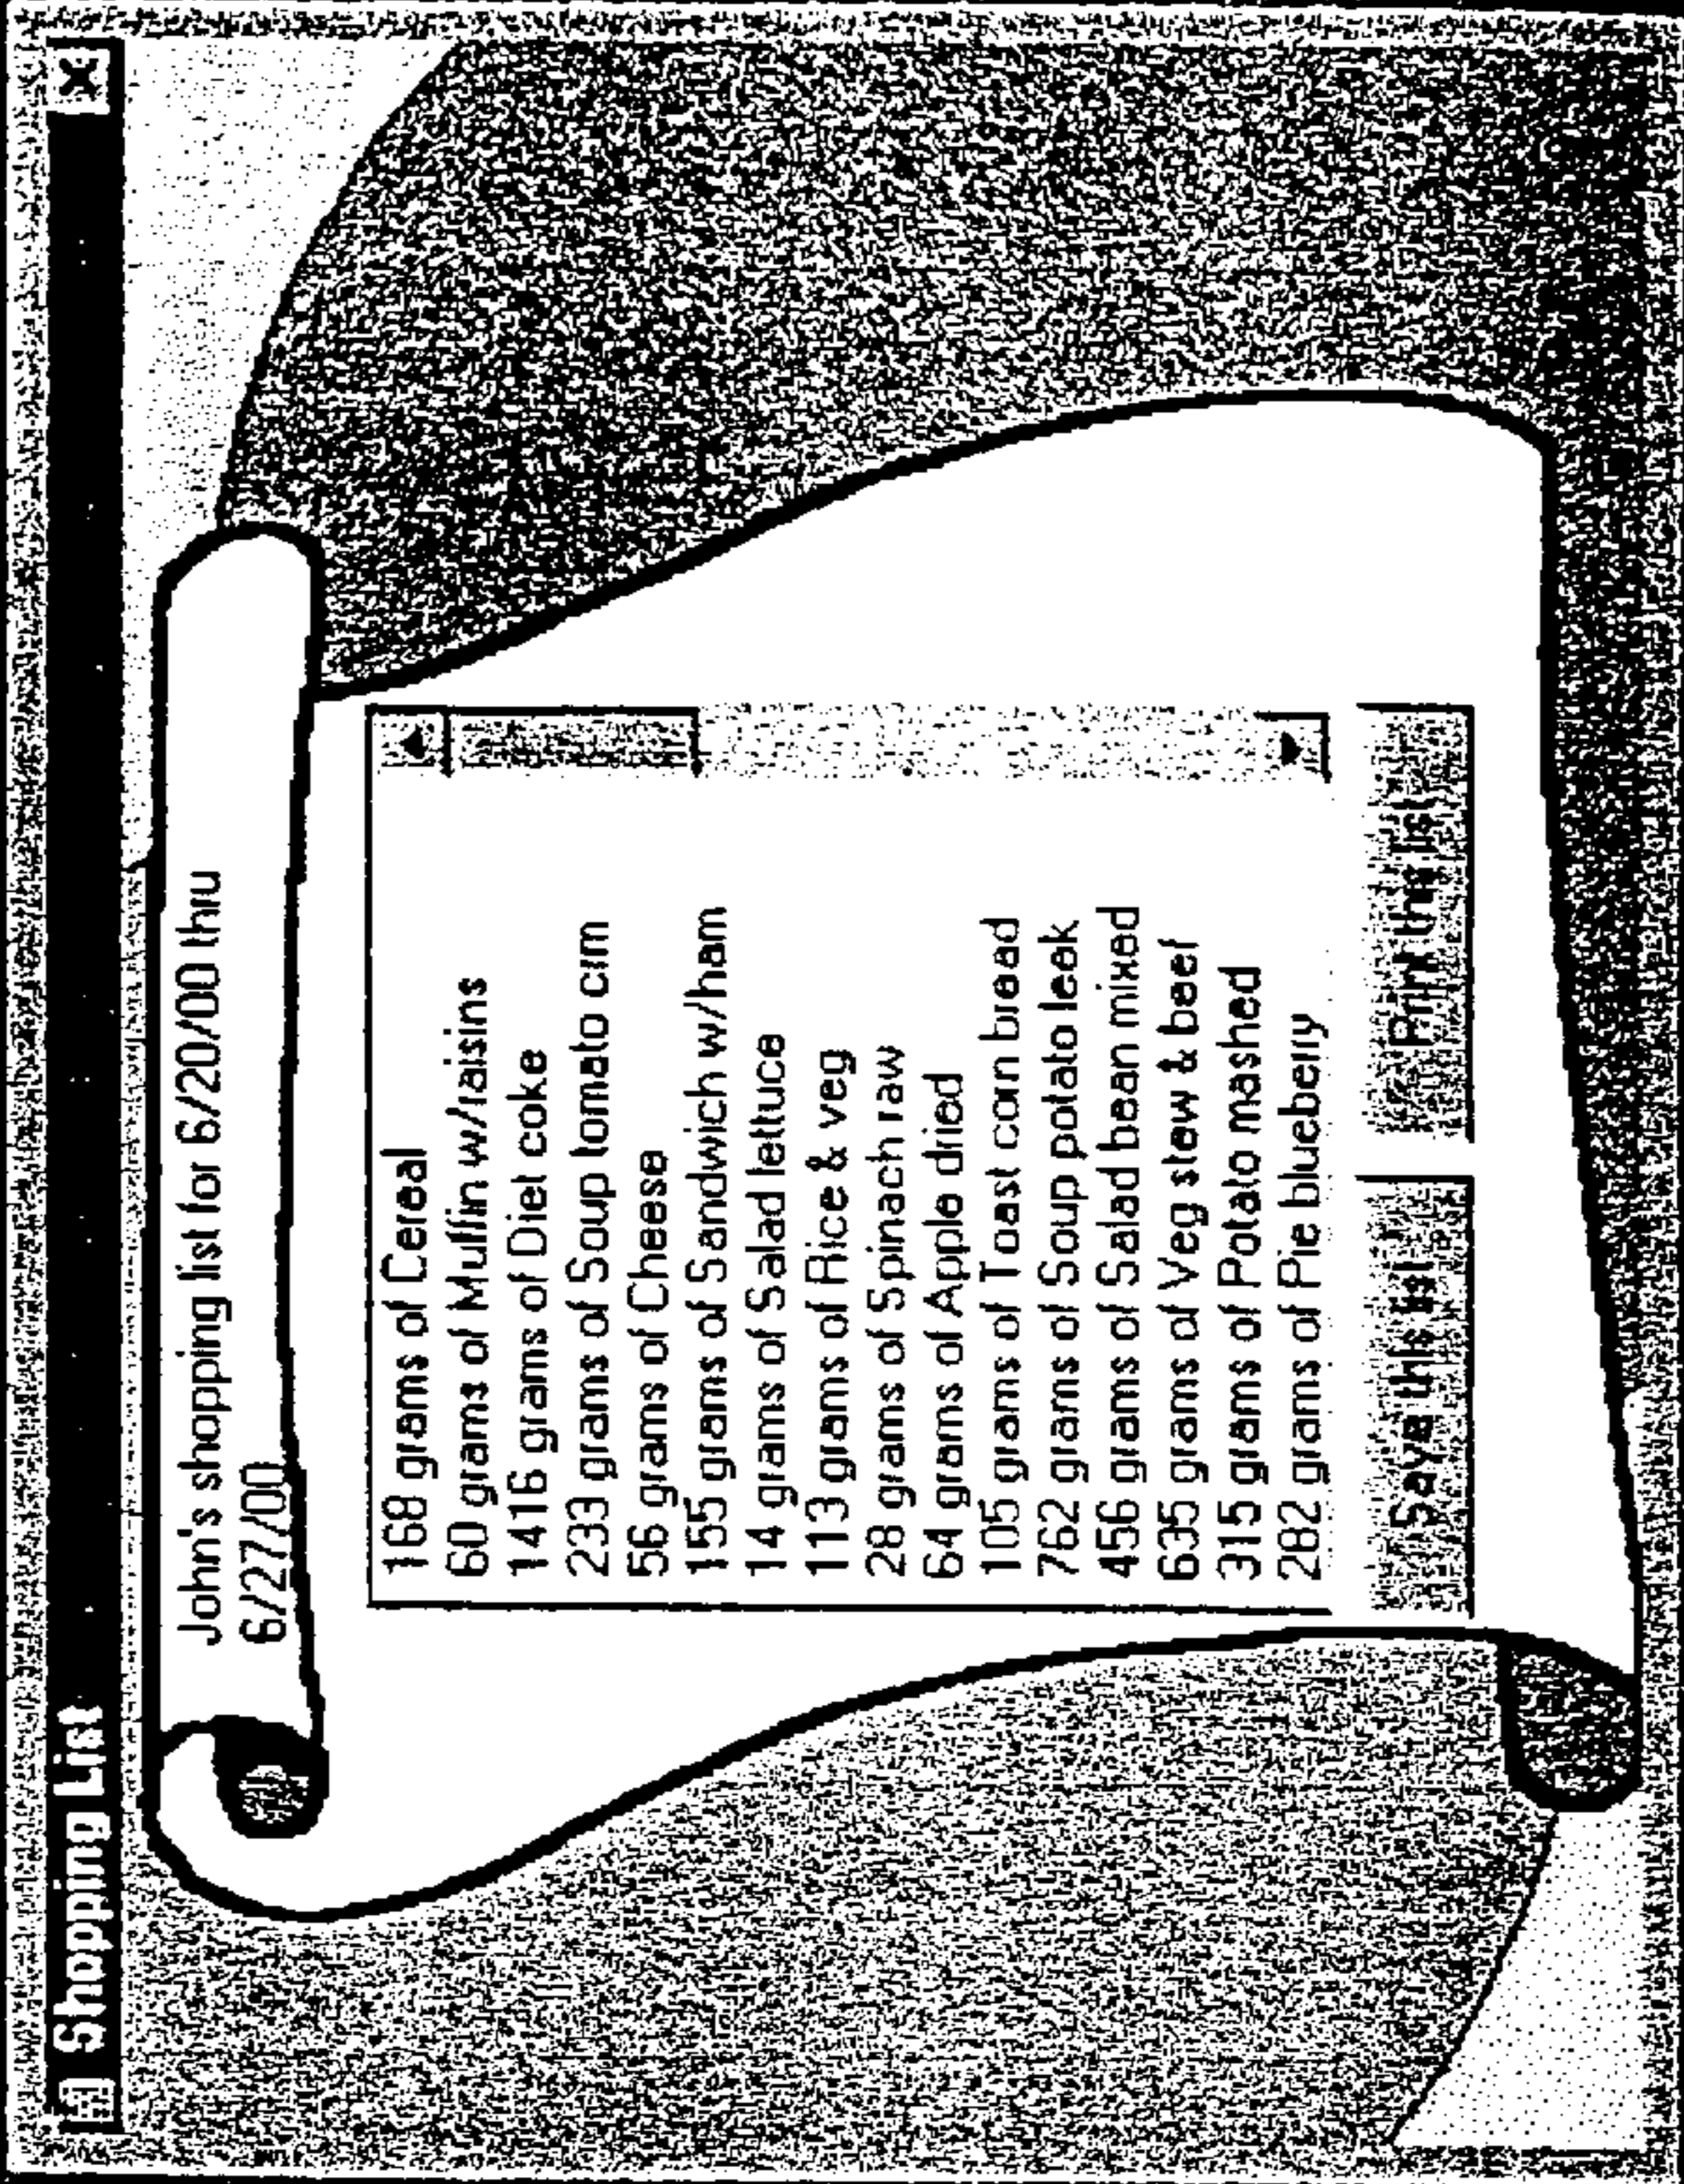 Shopping List
John's shopping list for 6/20/00 thru
6/27/00
168 grams of Cereal
60 grams of Muffin w/raisins
1416 grams of Diet coke
233 grams of Soup tomato crm
56 grams of Cheese
155 grams of Sandwich w/ham
14 grams of Salad lettuce
113 grams of Rice & veg
28 grams of Spinach raw
64 grams of Apple dried
105 grams of Toast corn bread
762 grams of Soup potato leek
456 grams of Salad bean mixed
635 grams of Veg stew & beef
315 grams of Potato mashed
282 grams of Pie blueberry
Save this list
Print this list